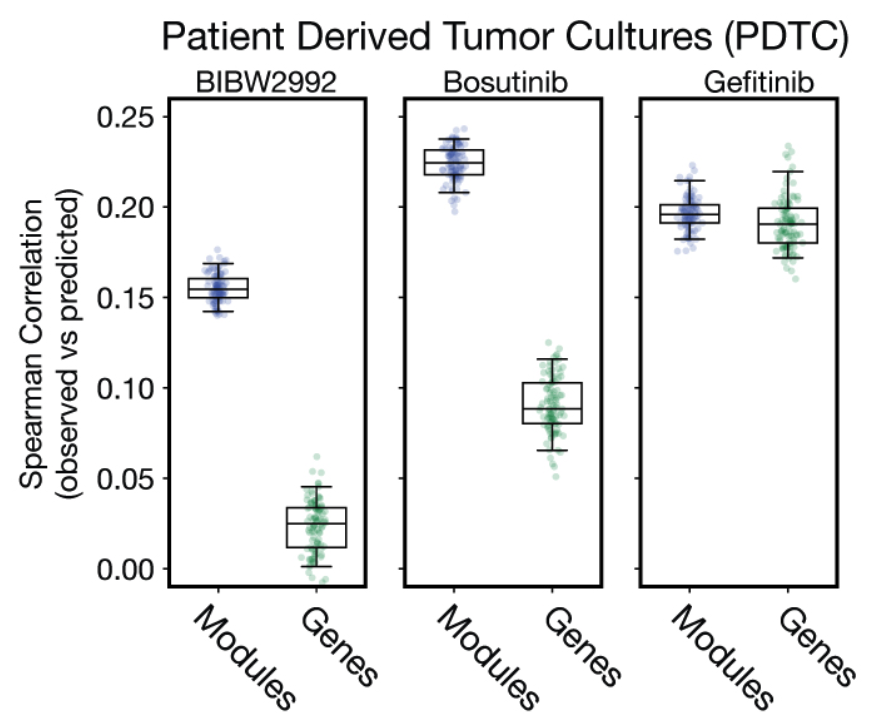 Patient Derived Tumor Cultures (PDTC)
BIBW2992
Bosutinib
Gefitinib
Spearman Correlation
(observed vs predicted)
0.25
0.20
0.15
0.10
0.05
0.00
Modules
Genes
Modules
Genes
Modules
Genes